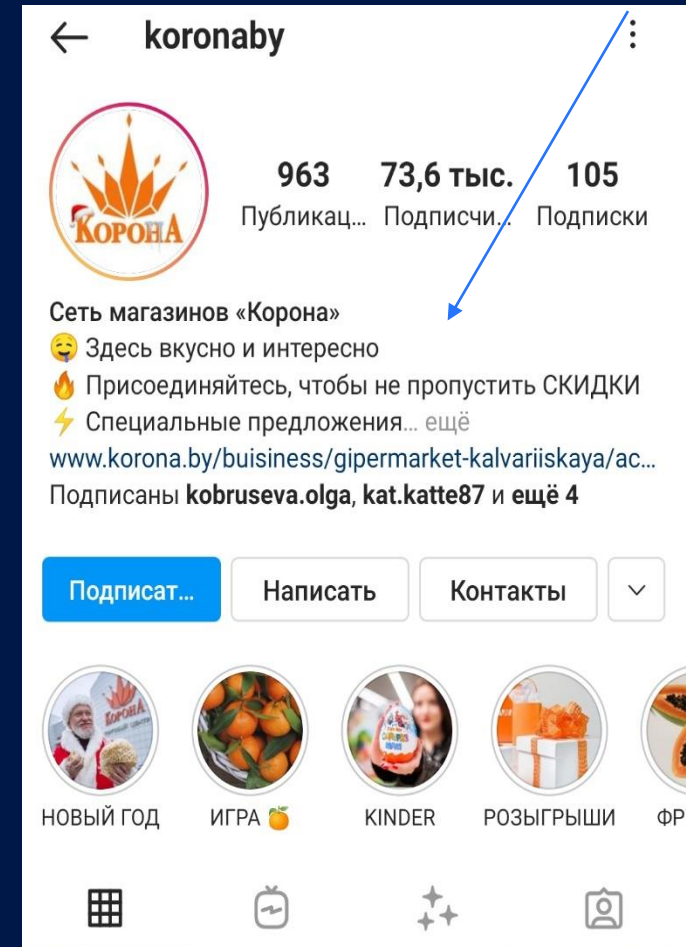 koronaby
КОРОНА
963 73,6 тыс. 105
Публикац... Подписчи... Подписки
Сеть магазинов «Корона»
🤤 Здесь вкусно и интересно
🔥 Присоединяйтесь, чтобы не пропустить СКИДКИ
⚡ Специальные предложения... ещё
www.korona.by/buisiness/gipermarket-kalvariiskaya/ac...
Подписаны kobruseva.olga, kat.katte87 и ещё 4
Подписат... Написать Контакты
НОВЫЙ ГОД ИГРА 🍊 KINDER РОЗЫГРЫШИ ФР